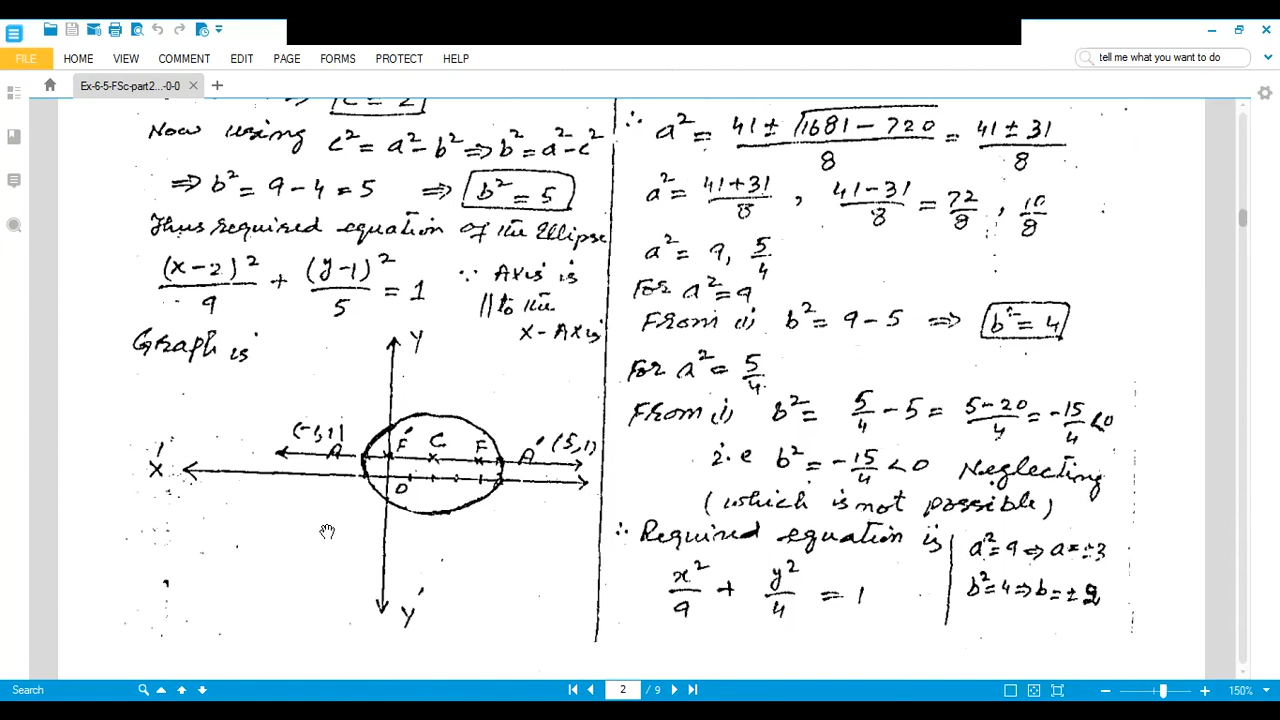 FILE HOME VIEW COMMENT EDIT PAGE FORMS PROTECT HELP
tell me what you want to do
Ex-6-5-FSc-part2...-0-0
c = 2
Now using c² = a² - b² ⇒ b² = a² - c²
⇒ b² = 9 - 4 = 5 ⇒ b² = 5
Thus required equation of the Ellipse
(x-2)²/9 + (y-1)²/5 = 1 ∵ Axis is
|| to the
X-Axis
Graph is
Y
(-1,1) A F' C F A' (5,1)
X'
O
Y'
∴ a² = (41 ± √(1681 - 720))/8 = (41 ± 31)/8
a² = (41+31)/8 , (41-31)/8 = 72/8 , 10/8
a² = 9, 5/4
For a² = 9
From (i) b² = 9 - 5 ⇒ b² = 4
For a² = 5/4
From (i) b² = 5/4 - 5 = (5-20)/4 = -15/4 < 0
i.e b² = -15/4 < 0 Neglecting
(which is not possible)
∴ Required equation is
x²/9 + y²/4 = 1
a² = 9 ⇒ a = ±3
b² = 4 ⇒ b = ±2
Search
2 / 9
150%